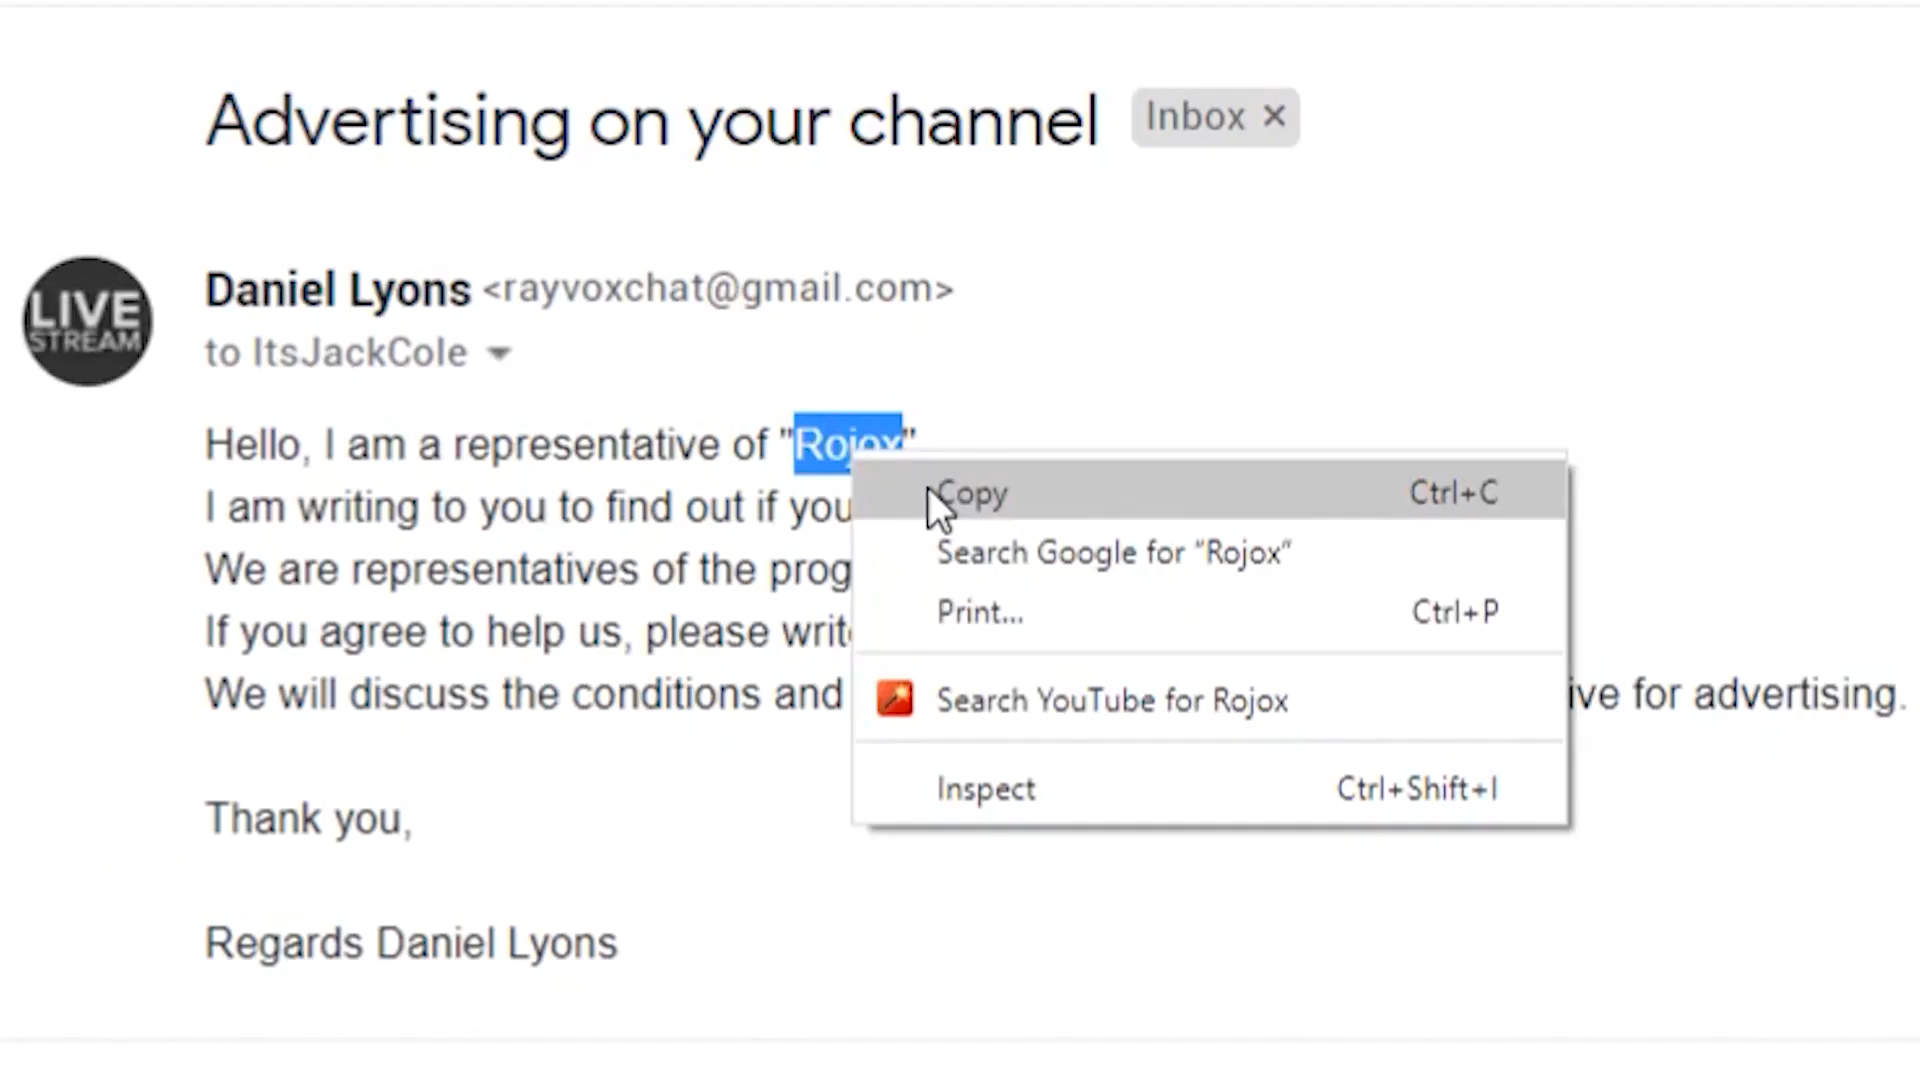 Advertising on your channel Inbox ×
LIVE
STREAM
Daniel Lyons <rayvoxchat@gmail.com>
to ItsJackCole
Hello, I am a representative of "Rojox"
I am writing to you to find out if you
We are representatives of the prog
If you agree to help us, please write
We will discuss the conditions and ive for advertising.
Thank you,
Regards Daniel Lyons
Copy Ctrl+C
Search Google for “Rojox”
Print... Ctrl+P
Search YouTube for Rojox
Inspect Ctrl+Shift+I